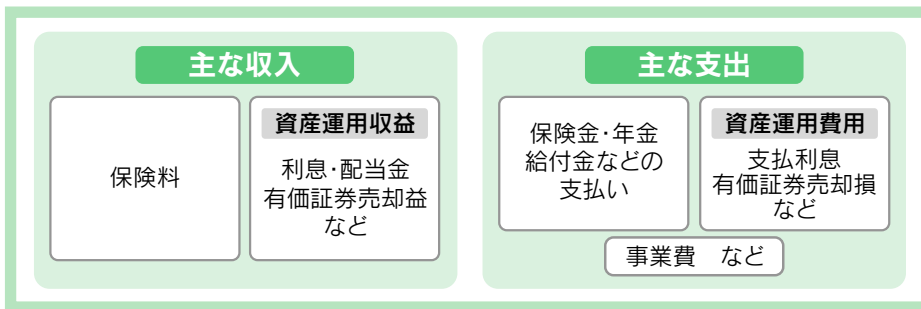 主な収入
保険料
資産運用収益
利息・配当金
有価証券売却益
など
主な支出
保険金・年金
給付金などの
支払い
資産運用費用
支払利息
有価証券売却損
など
事業費　など